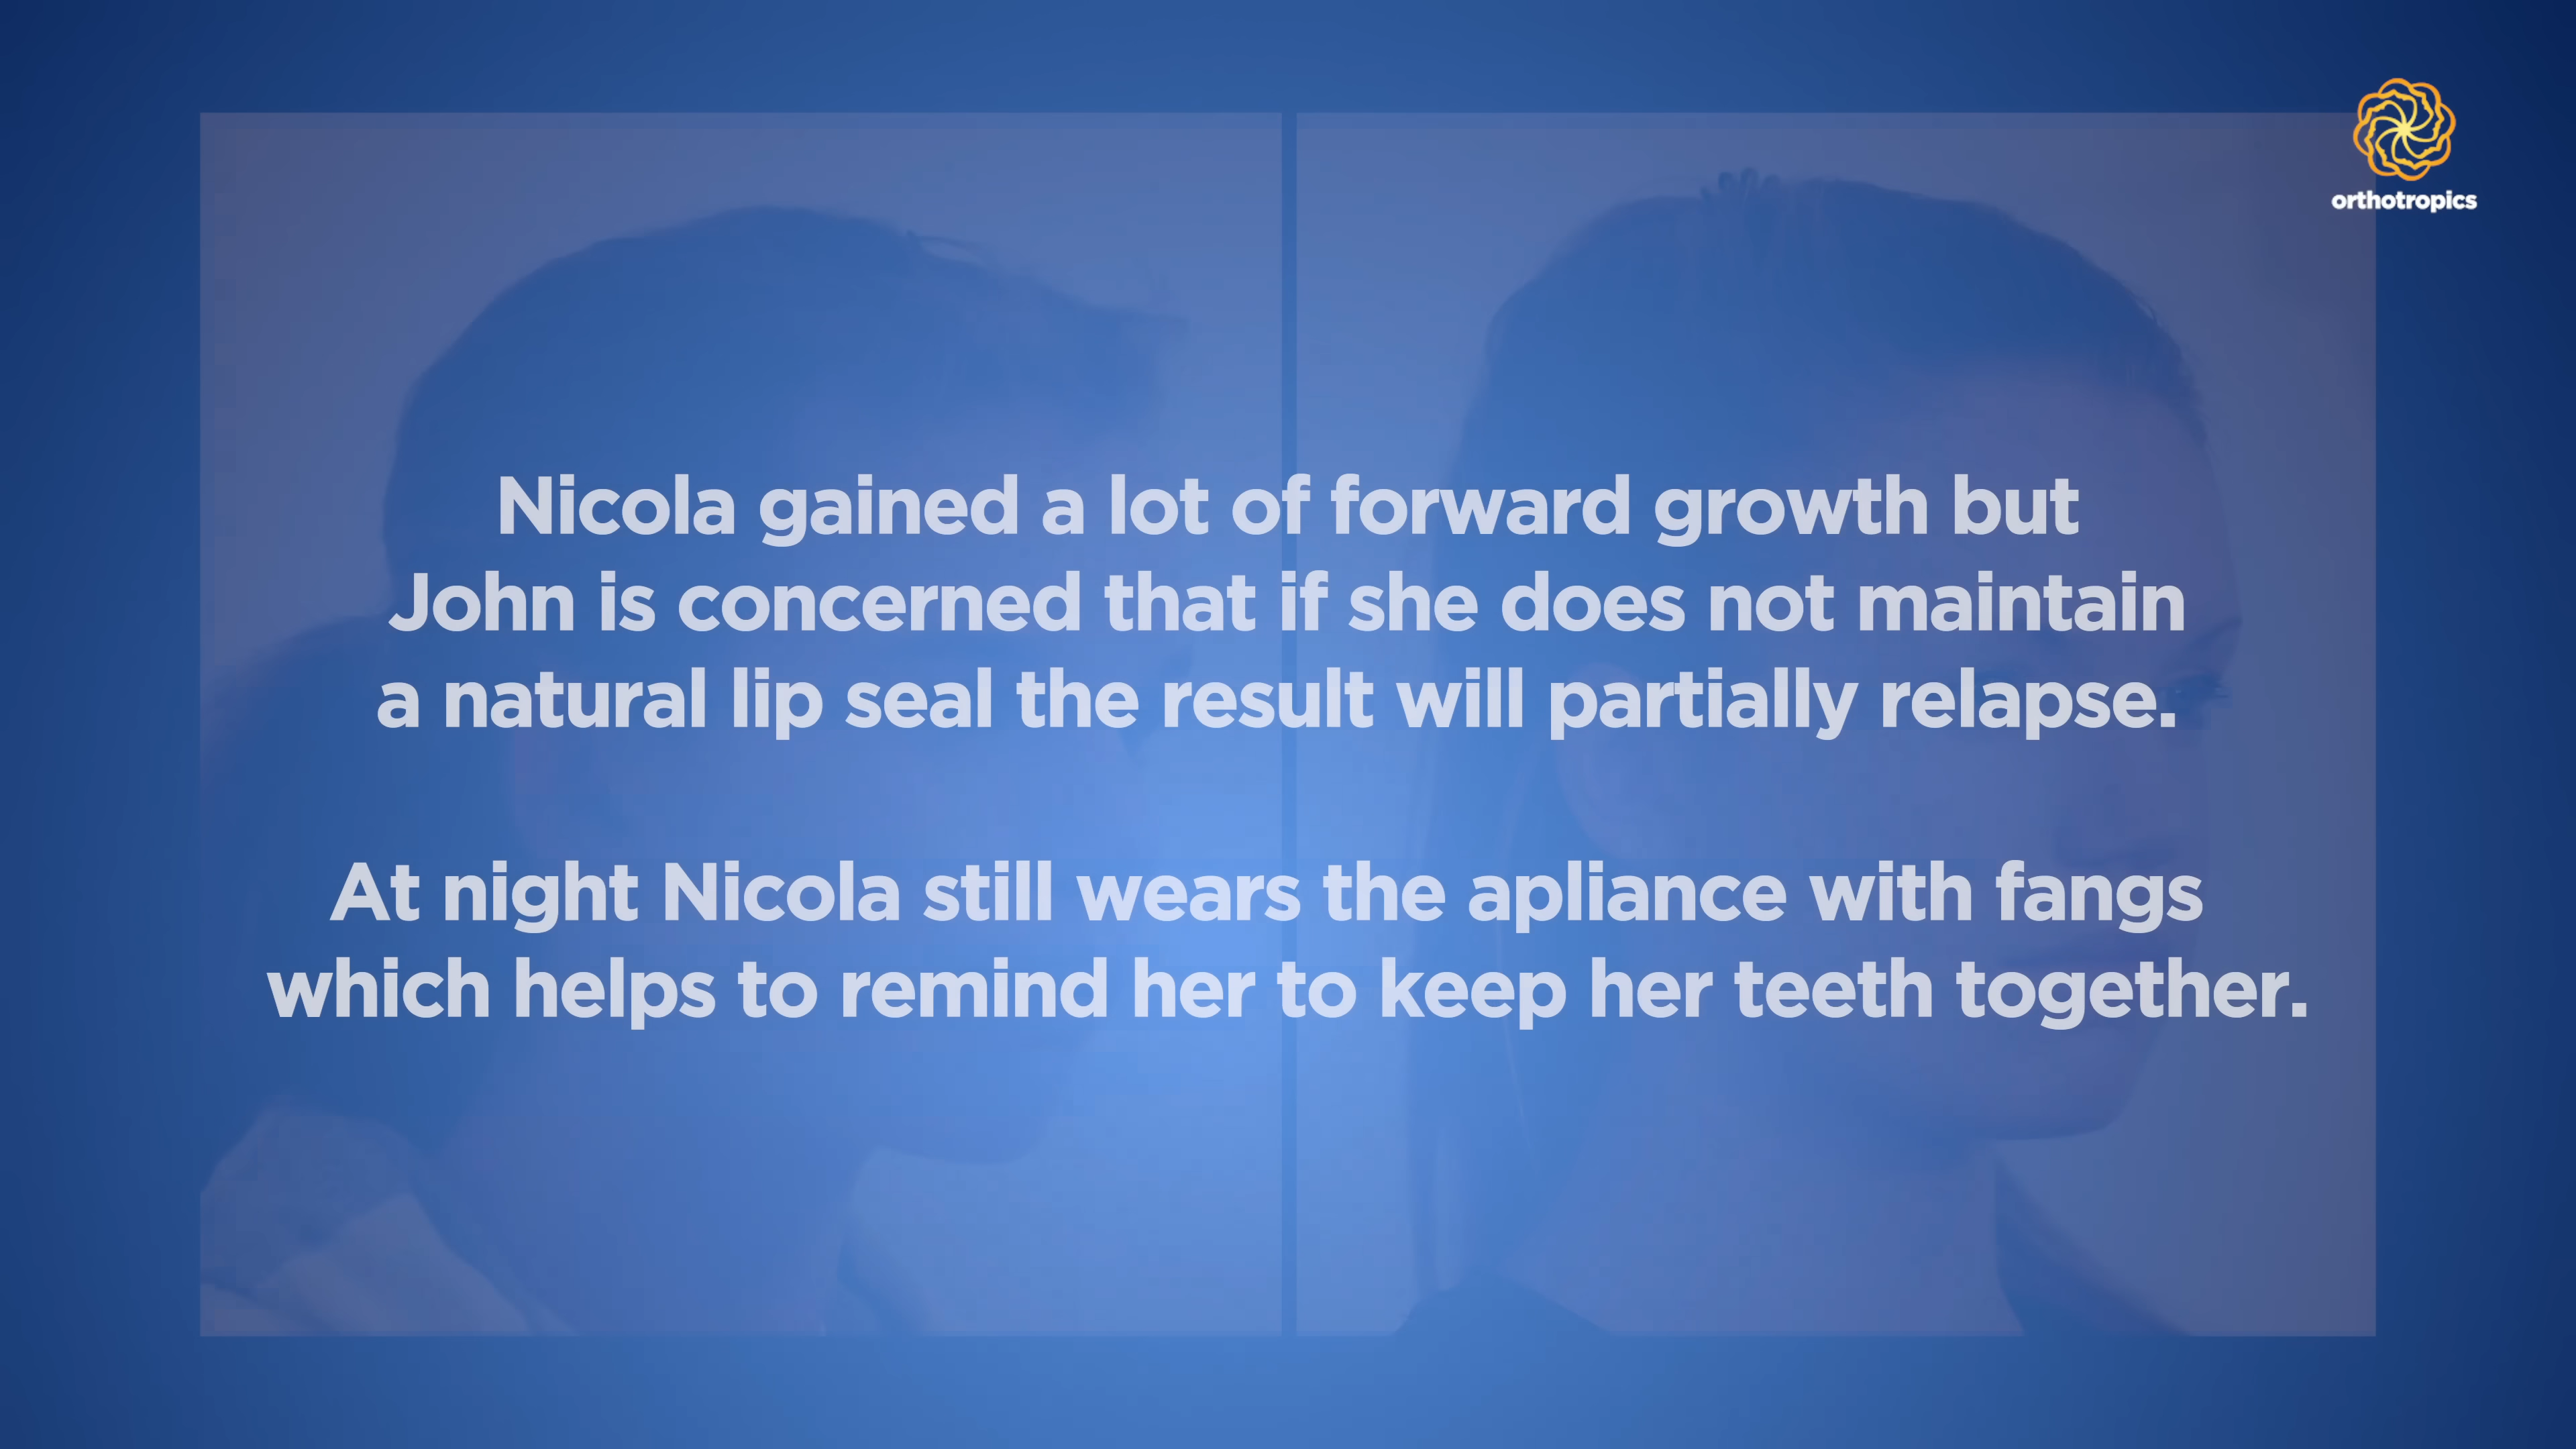 orthotropics
Nicola gained a lot of forward growth but
John is concerned that if she does not maintain
a natural lip seal the result will partially relapse.
At night Nicola still wears the apliance with fangs
which helps to remind her to keep her teeth together.